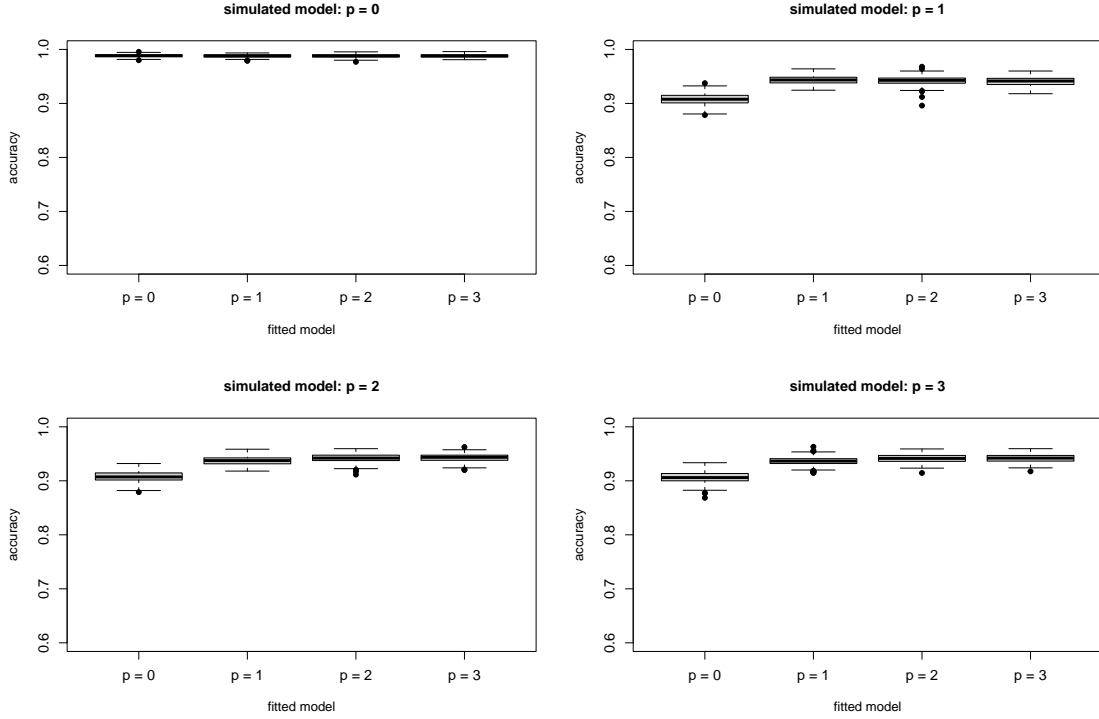 simulated model: p = 0
accuracy
1.0
0.9
0.8
0.7
0.6
p = 0 p = 1 p = 2 p = 3
fitted model
simulated model: p = 1
accuracy
1.0
0.9
0.8
0.7
0.6
p = 0 p = 1 p = 2 p = 3
fitted model
simulated model: p = 2
accuracy
1.0
0.9
0.8
0.7
0.6
p = 0 p = 1 p = 2 p = 3
fitted model
simulated model: p = 3
accuracy
1.0
0.9
0.8
0.7
0.6
p = 0 p = 1 p = 2 p = 3
fitted model